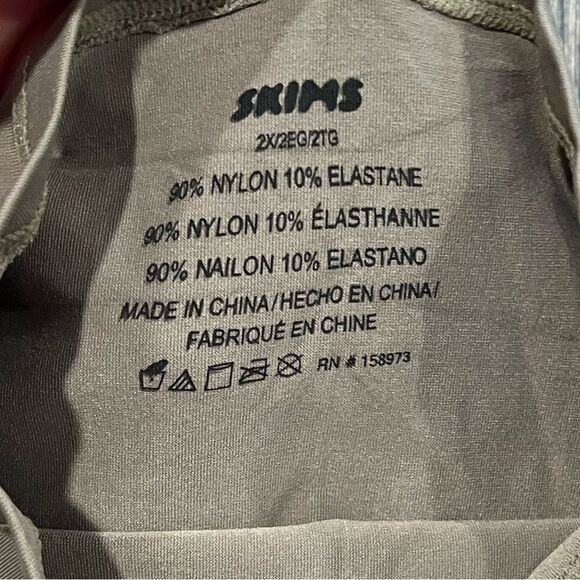 SKIMS
2X/2EG/2TG
90% NYLON 10% ELASTANE
90% NYLON 10% ÉLASTHANNE
90% NAILON 10% ELASTANO
MADE IN CHINA/HECHO EN CHINA/
FABRIQUÉ EN CHINE
RN # 158973